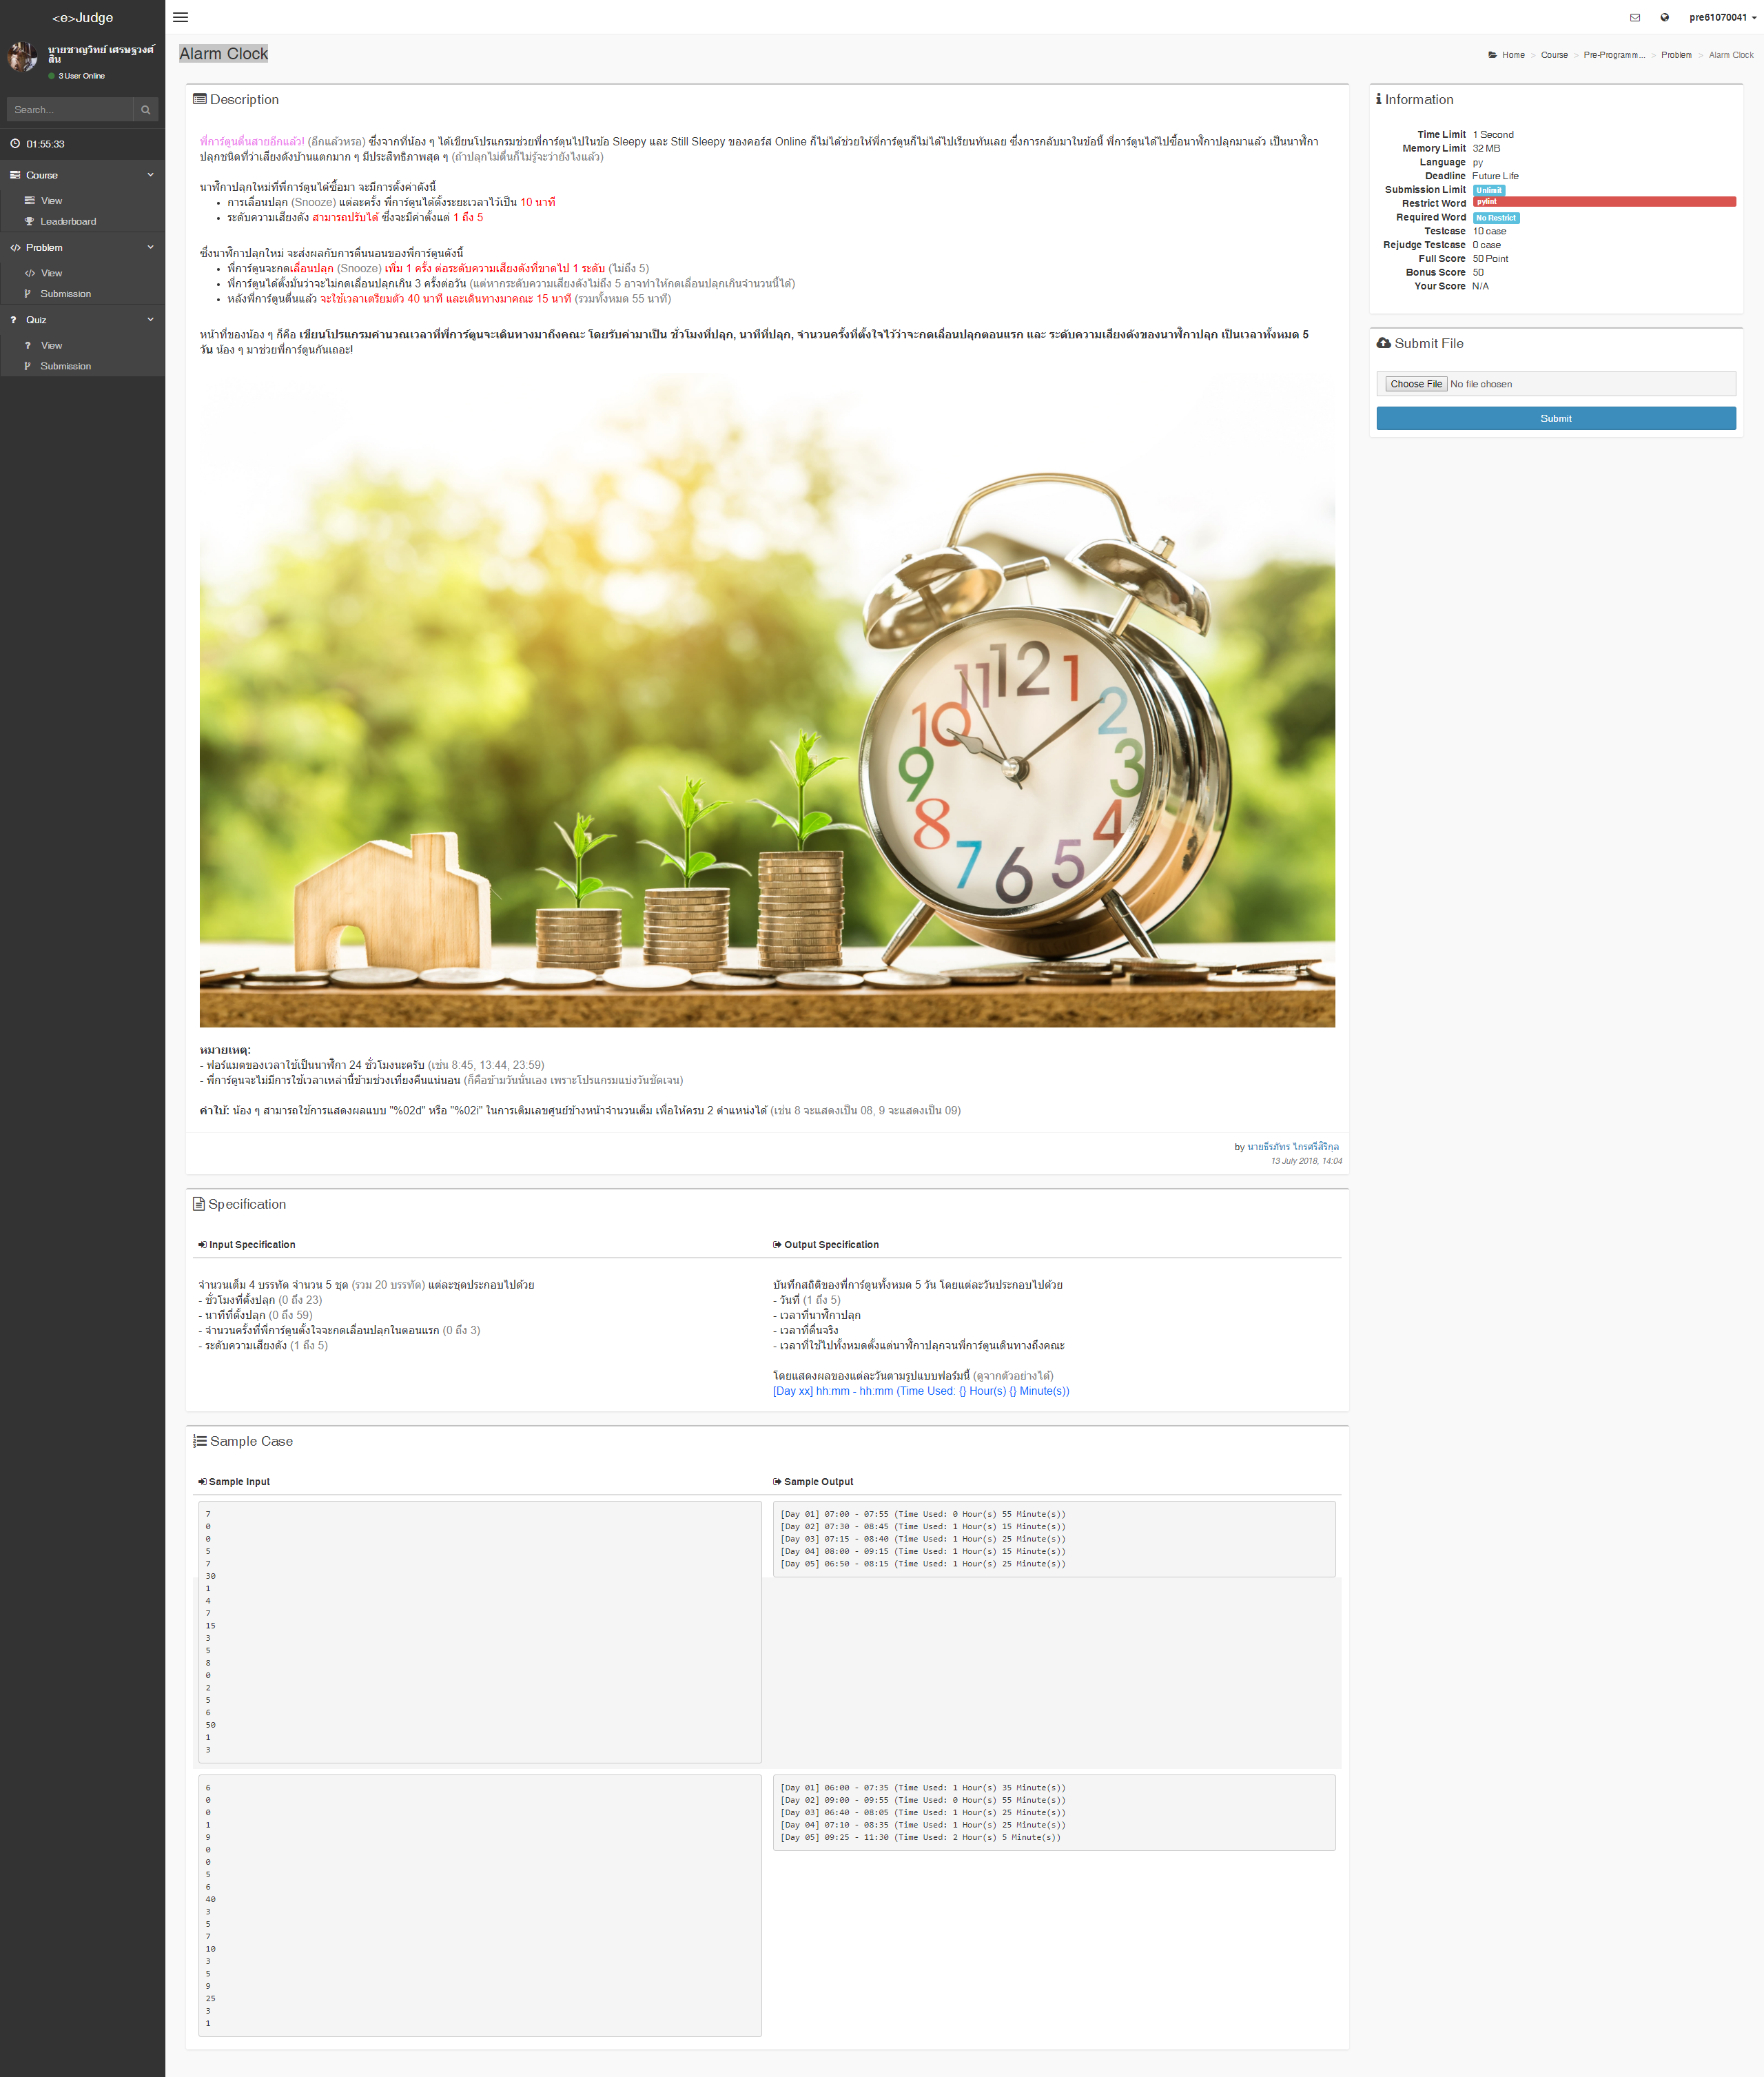 <e>Judge
pre61070041
นายชาญวิทย์ เศรษฐวงศ์
สิน
3 User Online
Search...
01:55:33
Course
View
Leaderboard
Problem
View
Submission
Quiz
View
Submission
Alarm Clock
Home > Course > Pre-Programm... > Problem > Alarm Clock
Description
พี่การ์ตูนตื่นสายอีกแล้ว! (อีกแล้วหรอ) ซึ่งจากที่น้อง ๆ ได้เขียนโปรแกรมช่วยพี่การ์ตูนไปในข้อ Sleepy และ Still Sleepy ของคอร์ส Online ก็ไม่ได้ช่วยให้พี่การ์ตูนก็ไม่ได้ไปเรียนทันเลย ซึ่งการกลับมาในข้อนี้ พี่การ์ตูนได้ไปซื้อนาฬิกาปลุกมาแล้ว เป็นนาฬิกา
ปลุกชนิดที่ว่าเสียงดังบ้านแตกมาก ๆ มีประสิทธิภาพสุด ๆ (ถ้าปลุกไม่ตื่นก็ไม่รู้จะว่ายังไงแล้ว)
นาฬิกาปลุกใหม่ที่พี่การ์ตูนได้ซื้อมา จะมีการตั้งค่าดังนี้
• การเลื่อนปลุก (Snooze) แต่ละครั้ง พี่การ์ตูนได้ตั้งระยะเวลาไว้เป็น 10 นาที
• ระดับความเสียงดัง สามารถปรับได้ ซึ่งจะมีค่าตั้งแต่ 1 ถึง 5
ซึ่งนาฬิกาปลุกใหม่ จะส่งผลกับการตื่นนอนของพี่การ์ตูนดังนี้
• พี่การ์ตูนจะกดเลื่อนปลุก (Snooze) เพิ่ม 1 ครั้ง ต่อระดับความเสียงดังที่ขาดไป 1 ระดับ (ไม่ถึง 5)
• พี่การ์ตูนได้ตั้งมั่นว่าจะไม่กดเลื่อนปลุกเกิน 3 ครั้งต่อวัน (แต่หากระดับความเสียงดังไม่ถึง 5 อาจทำให้กดเลื่อนปลุกเกินจำนวนนี้ได้)
• หลังพี่การ์ตูนตื่นแล้ว จะใช้เวลาเตรียมตัว 40 นาที และเดินทางมาคณะ 15 นาที (รวมทั้งหมด 55 นาที)
หน้าที่ของน้อง ๆ ก็คือ เขียนโปรแกรมคำนวณเวลาที่พี่การ์ตูนจะเดินทางมาถึงคณะ โดยรับค่ามาเป็น ชั่วโมงที่ปลุก, นาทีที่ปลุก, จำนวนครั้งที่ตั้งใจไว้ว่าจะกดเลื่อนปลุกตอนแรก และ ระดับความเสียงดังของนาฬิกาปลุก เป็นเวลาทั้งหมด 5
วัน น้อง ๆ มาช่วยพี่การ์ตูนกันเถอะ!
12
11
1
10
2
9
3
8
4
7
6
5
หมายเหตุ:
- ฟอร์แมตของเวลาใช้เป็นนาฬิกา 24 ชั่วโมงนะครับ (เช่น 8:45, 13:44, 23:59)
- พี่การ์ตูนจะไม่มีการใช้เวลาเหล่านี้ข้ามช่วงเที่ยงคืนแน่นอน (ก็คือข้ามวันนั่นเอง เพราะโปรแกรมแบ่งวันชัดเจน)
คำใบ้: น้อง ๆ สามารถใช้การแสดงผลแบบ "%02d" หรือ "%02i" ในการเติมเลขศูนย์ข้างหน้าจำนวนเต็ม เพื่อให้ครบ 2 ตำแหน่งได้ (เช่น 8 จะแสดงเป็น 08, 9 จะแสดงเป็น 09)
by นายธีรภัทร ไกรศรีสิริกุล
13 July 2018, 14:04
Information
Time Limit 1 Second
Memory Limit 32 MB
Language py
Deadline Future Life
Submission Limit Unlimit
Restrict Word pylint
Required Word No Restrict
Testcase 10 case
Rejudge Testcase 0 case
Full Score 50 Point
Bonus Score 50
Your Score N/A
Submit File
Choose File No file chosen
Submit
Specification
Input Specification
จำนวนเต็ม 4 บรรทัด จำนวน 5 ชุด (รวม 20 บรรทัด) แต่ละชุดประกอบไปด้วย
- ชั่วโมงที่ตั้งปลุก (0 ถึง 23)
- นาทีที่ตั้งปลุก (0 ถึง 59)
- จำนวนครั้งที่พี่การ์ตูนตั้งใจจะกดเลื่อนปลุกในตอนแรก (0 ถึง 3)
- ระดับความเสียงดัง (1 ถึง 5)
Output Specification
บันทึกสถิติของพี่การ์ตูนทั้งหมด 5 วัน โดยแต่ละวันประกอบไปด้วย
- วันที่ (1 ถึง 5)
- เวลาที่นาฬิกาปลุก
- เวลาที่ตื่นจริง
- เวลาที่ใช้ไปทั้งหมดตั้งแต่นาฬิกาปลุกจนพี่การ์ตูนเดินทางถึงคณะ
โดยแสดงผลของแต่ละวันตามรูปแบบฟอร์มนี้ (ดูจากตัวอย่างได้)
[Day xx] hh:mm - hh:mm (Time Used: {} Hour(s) {} Minute(s))
Sample Case
Sample Input
7
0
0
5
7
30
1
4
7
15
3
5
8
0
2
5
6
50
1
3
Sample Output
[Day 01] 07:00 - 07:55 (Time Used: 0 Hour(s) 55 Minute(s))
[Day 02] 07:30 - 08:45 (Time Used: 1 Hour(s) 15 Minute(s))
[Day 03] 07:15 - 08:40 (Time Used: 1 Hour(s) 25 Minute(s))
[Day 04] 08:00 - 09:15 (Time Used: 1 Hour(s) 15 Minute(s))
[Day 05] 06:50 - 08:15 (Time Used: 1 Hour(s) 25 Minute(s))
6
0
0
1
9
0
0
5
6
40
3
5
7
10
3
5
9
25
3
1
[Day 01] 06:00 - 07:35 (Time Used: 1 Hour(s) 35 Minute(s))
[Day 02] 09:00 - 09:55 (Time Used: 0 Hour(s) 55 Minute(s))
[Day 03] 06:40 - 08:05 (Time Used: 1 Hour(s) 25 Minute(s))
[Day 04] 07:10 - 08:35 (Time Used: 1 Hour(s) 25 Minute(s))
[Day 05] 09:25 - 11:30 (Time Used: 2 Hour(s) 5 Minute(s))